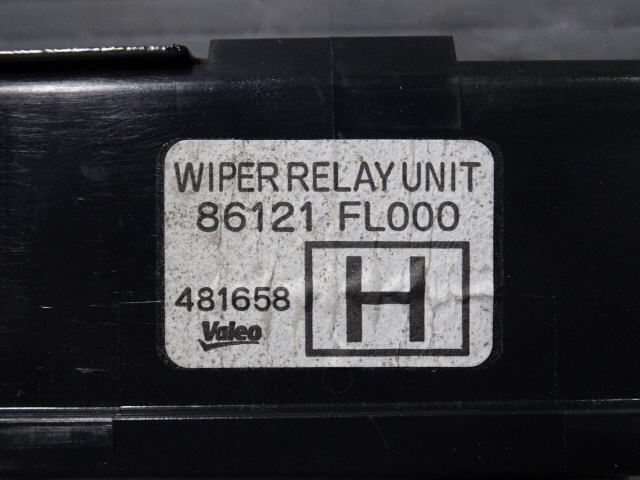 WIPER RELAY UNIT
86121 FL000
481658
H
Valeo